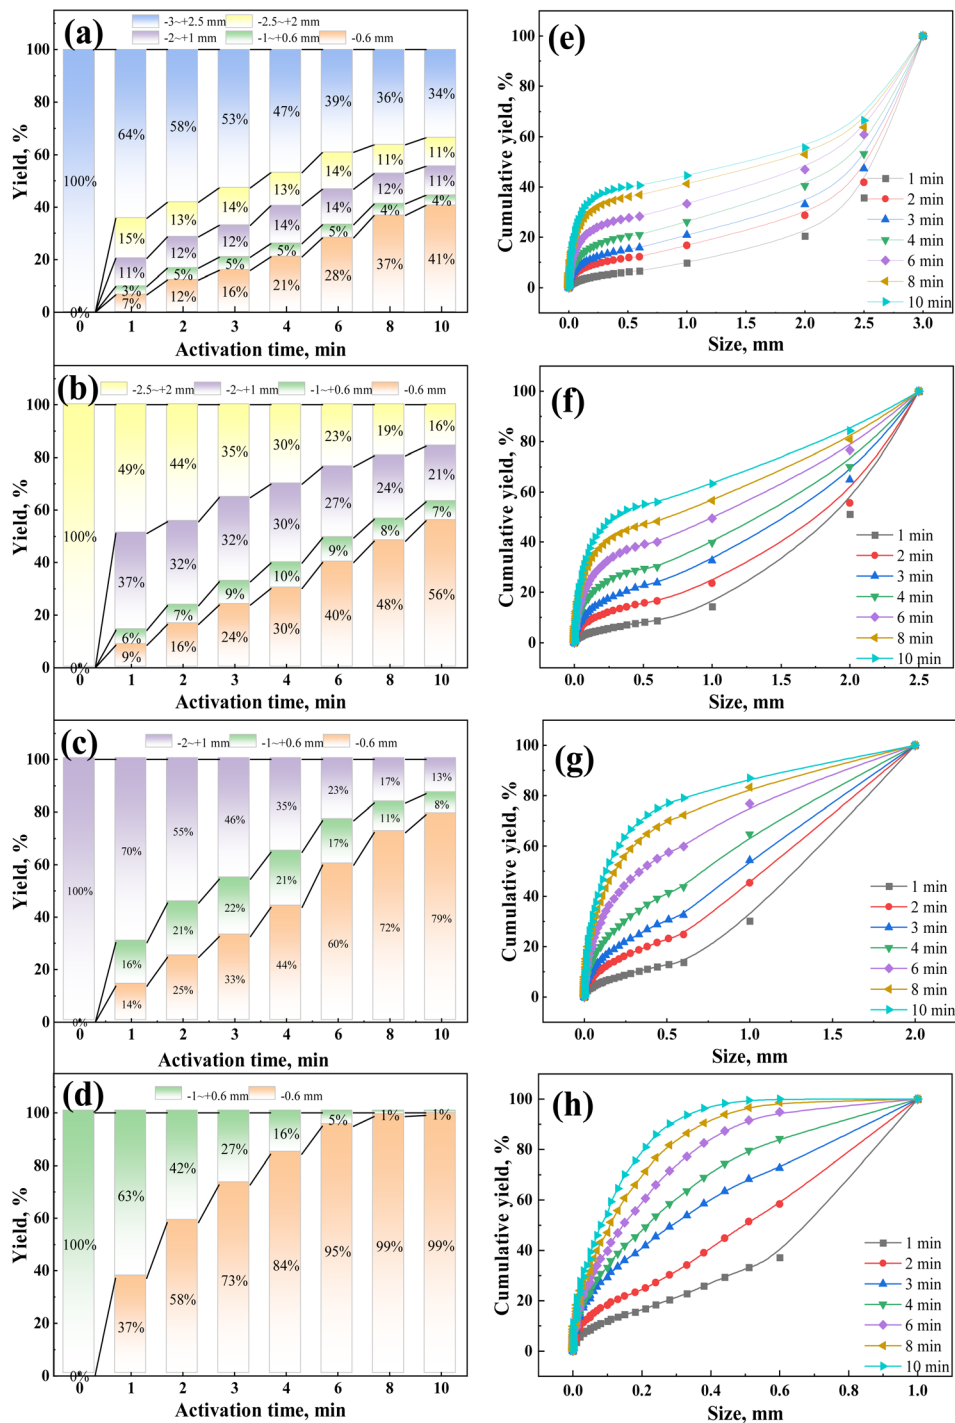 (a)
-3~+2.5 mm -2.5~+2 mm
-2~+1 mm -1~+0.6 mm -0.6 mm
Yield, %
100
80
60
40
20
0
100% 64% 58% 53% 47% 39% 36% 34%
15% 13% 14% 13% 14% 11% 11%
11% 12% 12% 14% 14% 12% 11%
3% 5% 5% 5% 5% 4% 4%
0% 7% 12% 16% 21% 28% 37% 41%
0 1 2 3 4 6 8 10
Activation time, min
(e)
Cumulative yield, %
100
80
60
40
20
0
1 min
2 min
3 min
4 min
6 min
8 min
10 min
0.0 0.5 1.0 1.5 2.0 2.5 3.0
Size, mm
(b)
-2.5~+2 mm -2~+1 mm -1~+0.6 mm -0.6 mm
Yield, %
100
80
60
40
20
0
100% 49% 44% 35% 30% 23% 19% 16%
37% 32% 32% 30% 27% 24% 21%
6% 7% 9% 10% 9% 8% 7%
0% 9% 16% 24% 30% 40% 48% 56%
0 1 2 3 4 6 8 10
Activation time, min
(f)
Cumulative yield, %
100
80
60
40
20
0
1 min
2 min
3 min
4 min
6 min
8 min
10 min
0.0 0.5 1.0 1.5 2.0 2.5
Size, mm
(c)
-2~+1 mm -1~+0.6 mm -0.6 mm
Yield, %
100
80
60
40
20
0
100% 70% 55% 46% 35% 23% 17% 13%
16% 21% 22% 21% 17% 11% 8%
0% 14% 25% 33% 44% 60% 72% 79%
0 1 2 3 4 6 8 10
Activation time, min
(g)
Cumulative yield, %
100
80
60
40
20
0
1 min
2 min
3 min
4 min
6 min
8 min
10 min
0.0 0.5 1.0 1.5 2.0
Size, mm
(d)
-1~+0.6 mm -0.6 mm
Yield, %
100
80
60
40
20
0
100% 63% 42% 27% 16% 5% 1% 1%
0% 37% 58% 73% 84% 95% 99% 99%
0 1 2 3 4 6 8 10
Activation time, min
(h)
Cumulative yield, %
100
80
60
40
20
0
1 min
2 min
3 min
4 min
6 min
8 min
10 min
0.0 0.2 0.4 0.6 0.8 1.0
Size, mm